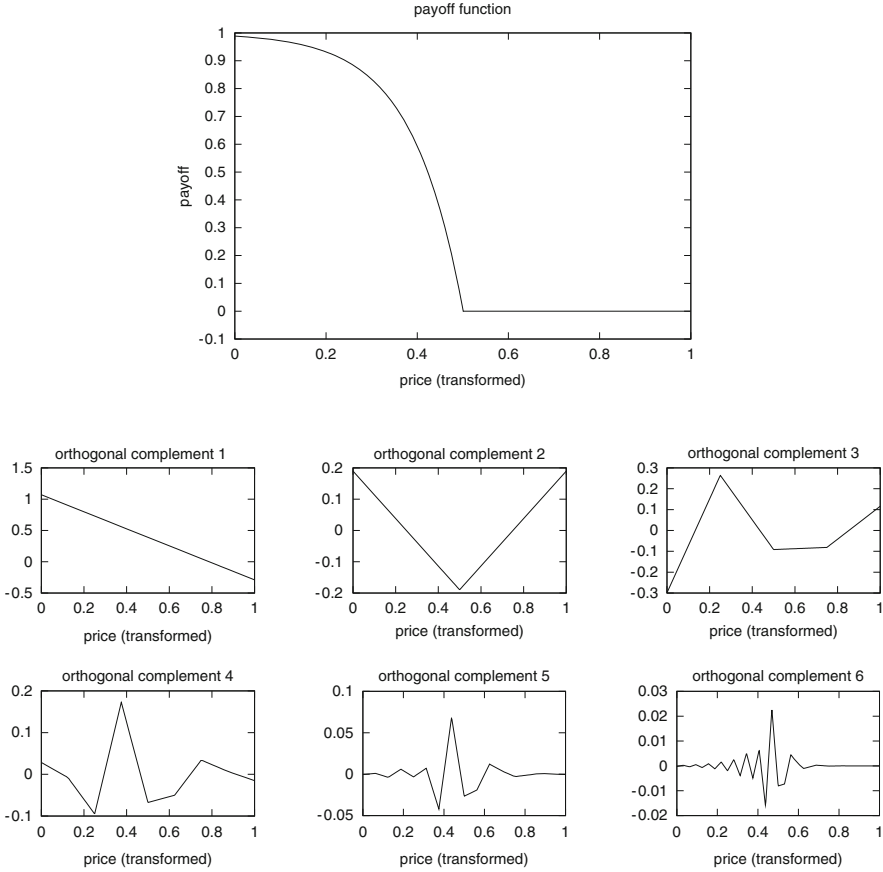 payoff function
1
0.9
0.8
0.7
0.6
0.5
0.4
0.3
0.2
0.1
0
-0.1
payoff
0 0.2 0.4 0.6 0.8 1
price (transformed)
orthogonal complement 1
1.5
1
0.5
0
-0.5
0 0.2 0.4 0.6 0.8 1
price (transformed)
orthogonal complement 2
0.2
0.1
0
-0.1
-0.2
0 0.2 0.4 0.6 0.8 1
price (transformed)
orthogonal complement 3
0.3
0.2
0.1
0
-0.1
-0.2
-0.3
0 0.2 0.4 0.6 0.8 1
price (transformed)
orthogonal complement 4
0.2
0.1
0
-0.1
0 0.2 0.4 0.6 0.8 1
price (transformed)
orthogonal complement 5
0.1
0.05
0
-0.05
0 0.2 0.4 0.6 0.8 1
price (transformed)
orthogonal complement 6
0.03
0.02
0.01
0
-0.01
-0.02
0 0.2 0.4 0.6 0.8 1
price (transformed)